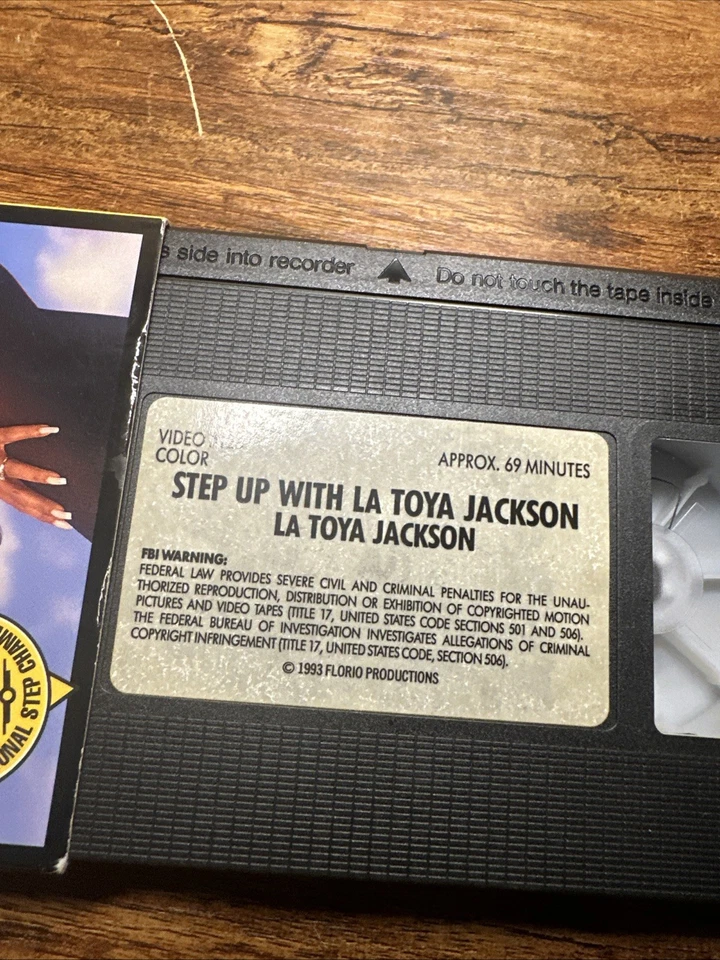 s side into recorder Do not touch the tape inside
VIDEO
COLOR APPROX. 69 MINUTES
STEP UP WITH LA TOYA JACKSON
LA TOYA JACKSON
FBI WARNING:
FEDERAL LAW PROVIDES SEVERE CIVIL AND CRIMINAL PENALTIES FOR THE UNAU-
THORIZED REPRODUCTION, DISTRIBUTION OR EXHIBITION OF COPYRIGHTED MOTION
PICTURES AND VIDEO TAPES (TITLE 17, UNITED STATES CODE SECTIONS 501 AND 506).
THE FEDERAL BUREAU OF INVESTIGATION INVESTIGATES ALLEGATIONS OF CRIMINAL
COPYRIGHT INFRINGEMENT (TITLE 17, UNITED STATES CODE, SECTION 506).
© 1993 FLORIO PRODUCTIONS
ONAL STEP CHAM